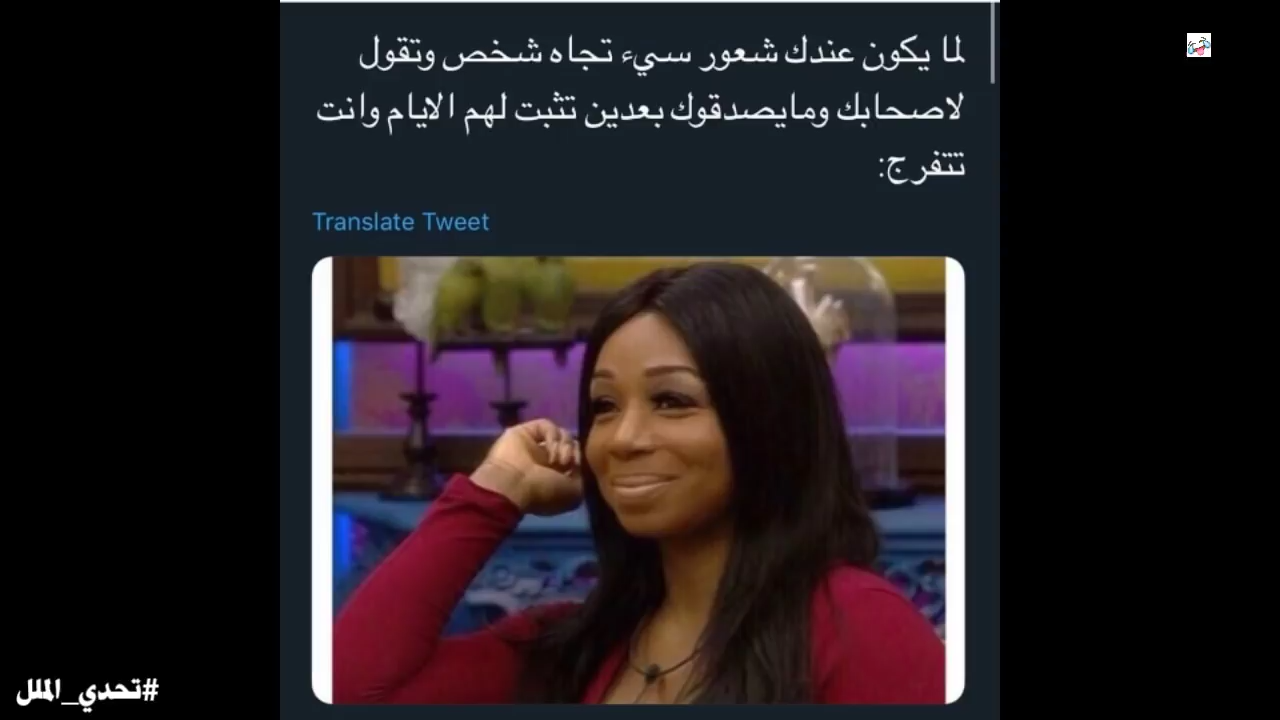 لما يكون عندك شعور سيء تجاه شخص وتقول
لاصحابك ومايصدقوك بعدين تثبت لهم الايام وانت
تتفرج:
Translate Tweet
#تحدي_الملل